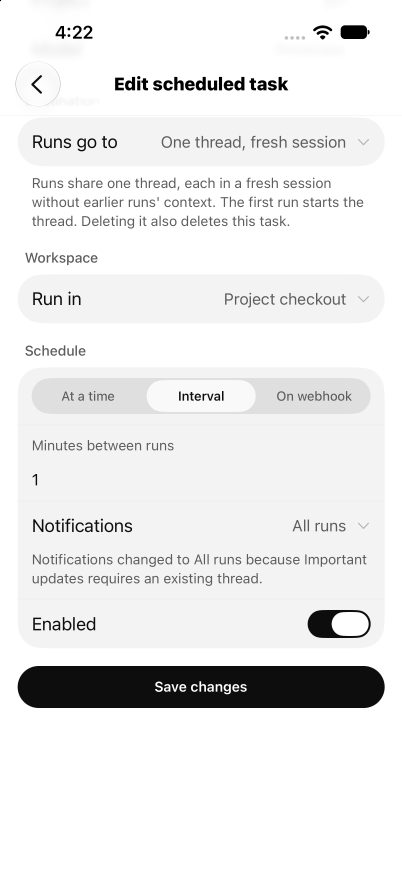 4:22
Edit scheduled task
Runs go to
One thread, fresh session
Runs share one thread, each in a fresh session
without earlier runs' context. The first run starts the
thread. Deleting it also deletes this task.
Workspace
Run in
Project checkout
Schedule
At a time
Interval
On webhook
Minutes between runs
1
Notifications
All runs
Notifications changed to All runs because Important
updates requires an existing thread.
Enabled
Save changes